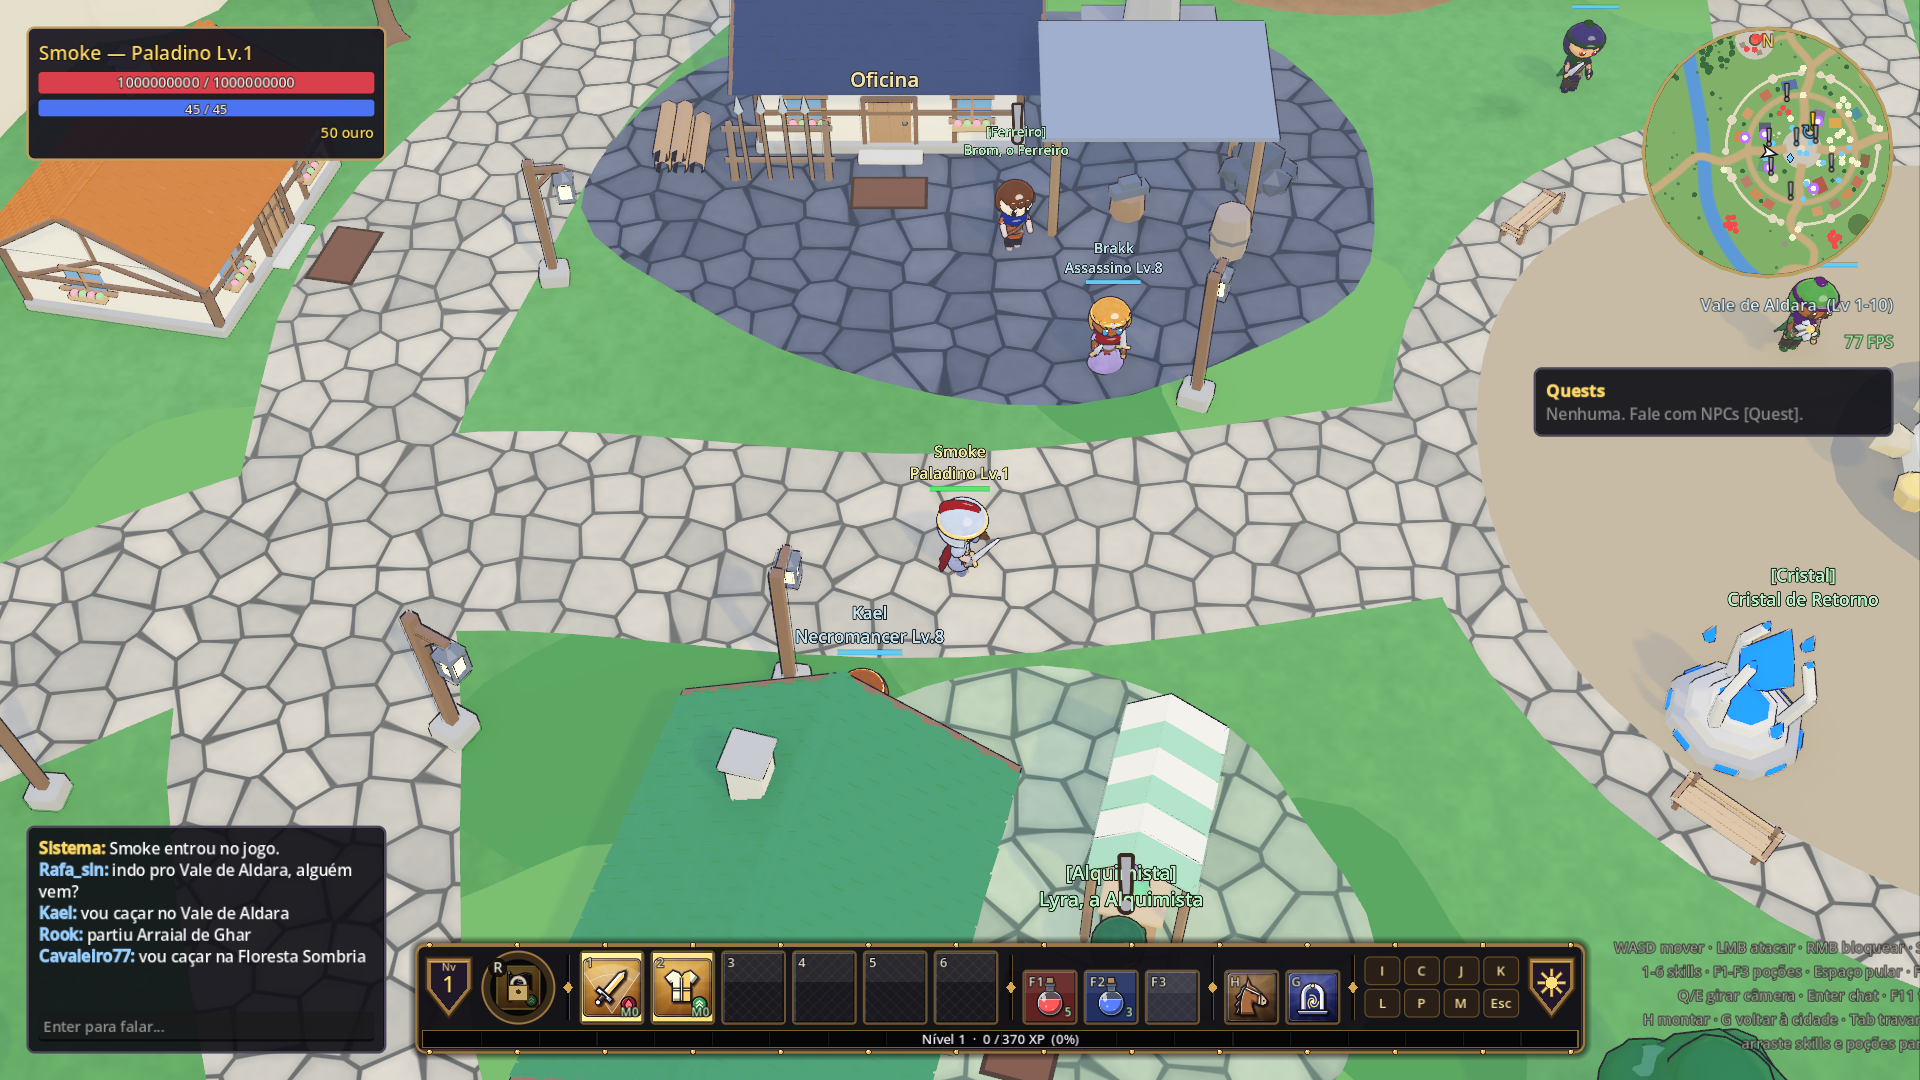 Smoke — Paladino Lv.1
1000000000 / 1000000000
45 / 45
50 ouro
Oficina
[Ferreiro]
Brom, o Ferreiro
Brakk
Assassino Lv.8
N
Vale de Aldara (Lv 1-10)
77 FPS
Quests
Nenhuma. Fale com NPCs [Quest].
Smoke
Paladino Lv.1
Kael
Necromancer Lv.8
[Cristal]
Cristal de Retorno
[Alquimista]
Lyra, a Alquimista
Sistema: Smoke entrou no jogo.
Rafa_sln: indo pro Vale de Aldara, alguém
vem?
Kael: vou caçar no Vale de Aldara
Rook: partiu Arraial de Ghar
Cavaleiro77: vou caçar na Floresta Sombria
Enter para falar...
Nv
1
R
1
M0
2
M0
3
4
5
6
F1
5
F2
3
F3
H
G
I
C
J
K
L
P
M
Esc
Nível 1 · 0 / 370 XP (0%)
WASD mover · LMB atacar · RMB bloquear · S
1-6 skills · F1-F3 poções · Espaço pular · F
Q/E girar câmera · Enter chat · F11
H montar · G voltar à cidade · Tab travar
arraste skills e poções par